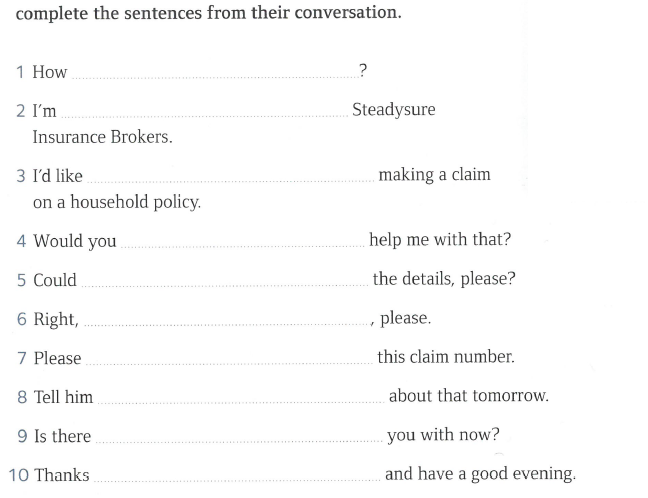 complete the sentences from their conversation.
1 How ?
2 I'm Steadysure
Insurance Brokers.
3 I'd like making a claim
on a household policy.
4 Would you help me with that?
5 Could the details, please?
6 Right, , please.
7 Please this claim number.
8 Tell him about that tomorrow.
9 Is there you with now?
10 Thanks and have a good evening.